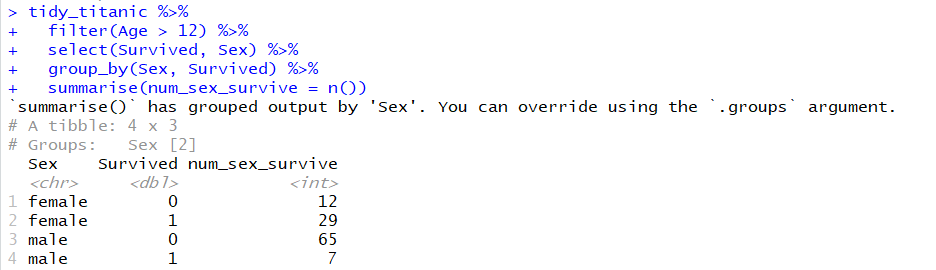 > tidy_titanic %>%
+   filter(Age > 12) %>%
+   select(Survived, Sex) %>%
+   group_by(Sex, Survived) %>%
+   summarise(num_sex_survive = n())
`summarise()` has grouped output by 'Sex'. You can override using the `.groups` argument.
# A tibble: 4 x 3
# Groups:   Sex [2]
  Sex    Survived num_sex_survive
  <chr>     <dbl>           <int>
1 female        0              12
2 female        1              29
3 male          0              65
4 male          1               7